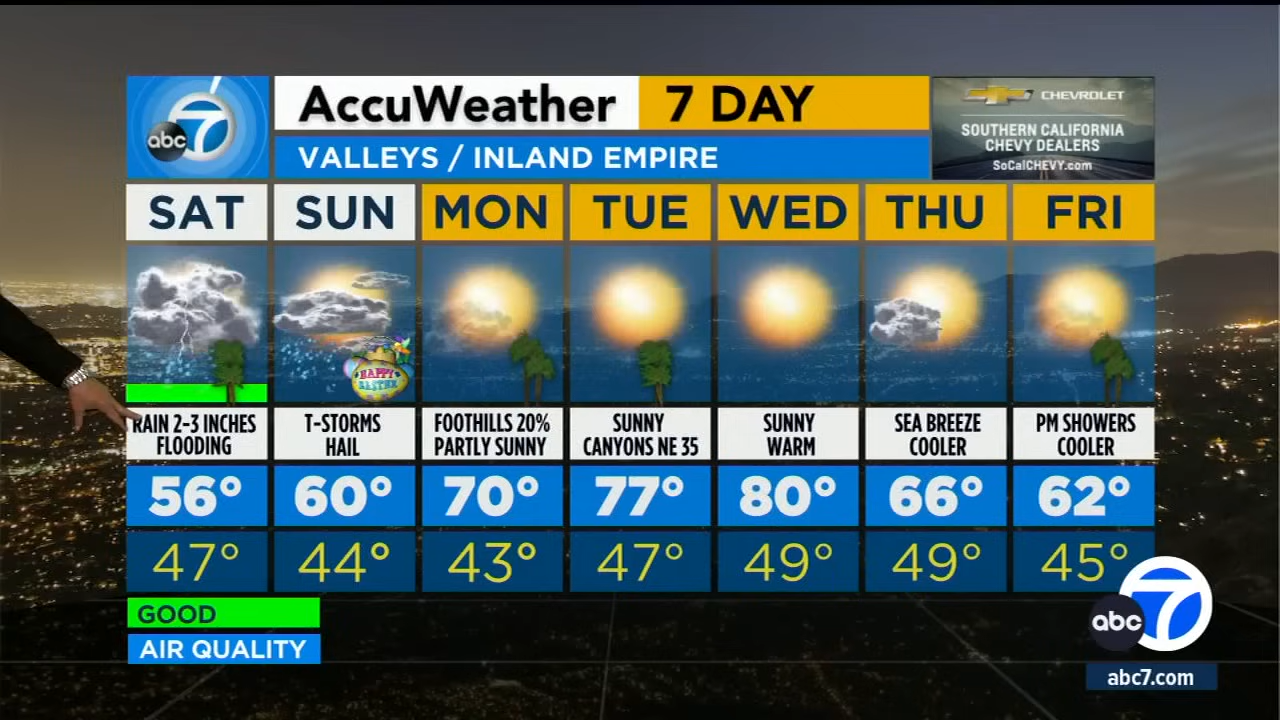 abc 7
AccuWeather 7 DAY
VALLEYS / INLAND EMPIRE
CHEVROLET
SOUTHERN CALIFORNIA
CHEVY DEALERS
SoCalCHEVY.com
SAT SUN MON TUE WED THU FRI
HAPPY
EASTER
RAIN 2-3 INCHES
FLOODING
T-STORMS
HAIL
FOOTHILLS 20%
PARTLY SUNNY
SUNNY
CANYONS NE 35
SUNNY
WARM
SEA BREEZE
COOLER
PM SHOWERS
COOLER
56° 60° 70° 77° 80° 66° 62°
47° 44° 43° 47° 49° 49° 45°
GOOD
AIR QUALITY
abc 7
abc7.com